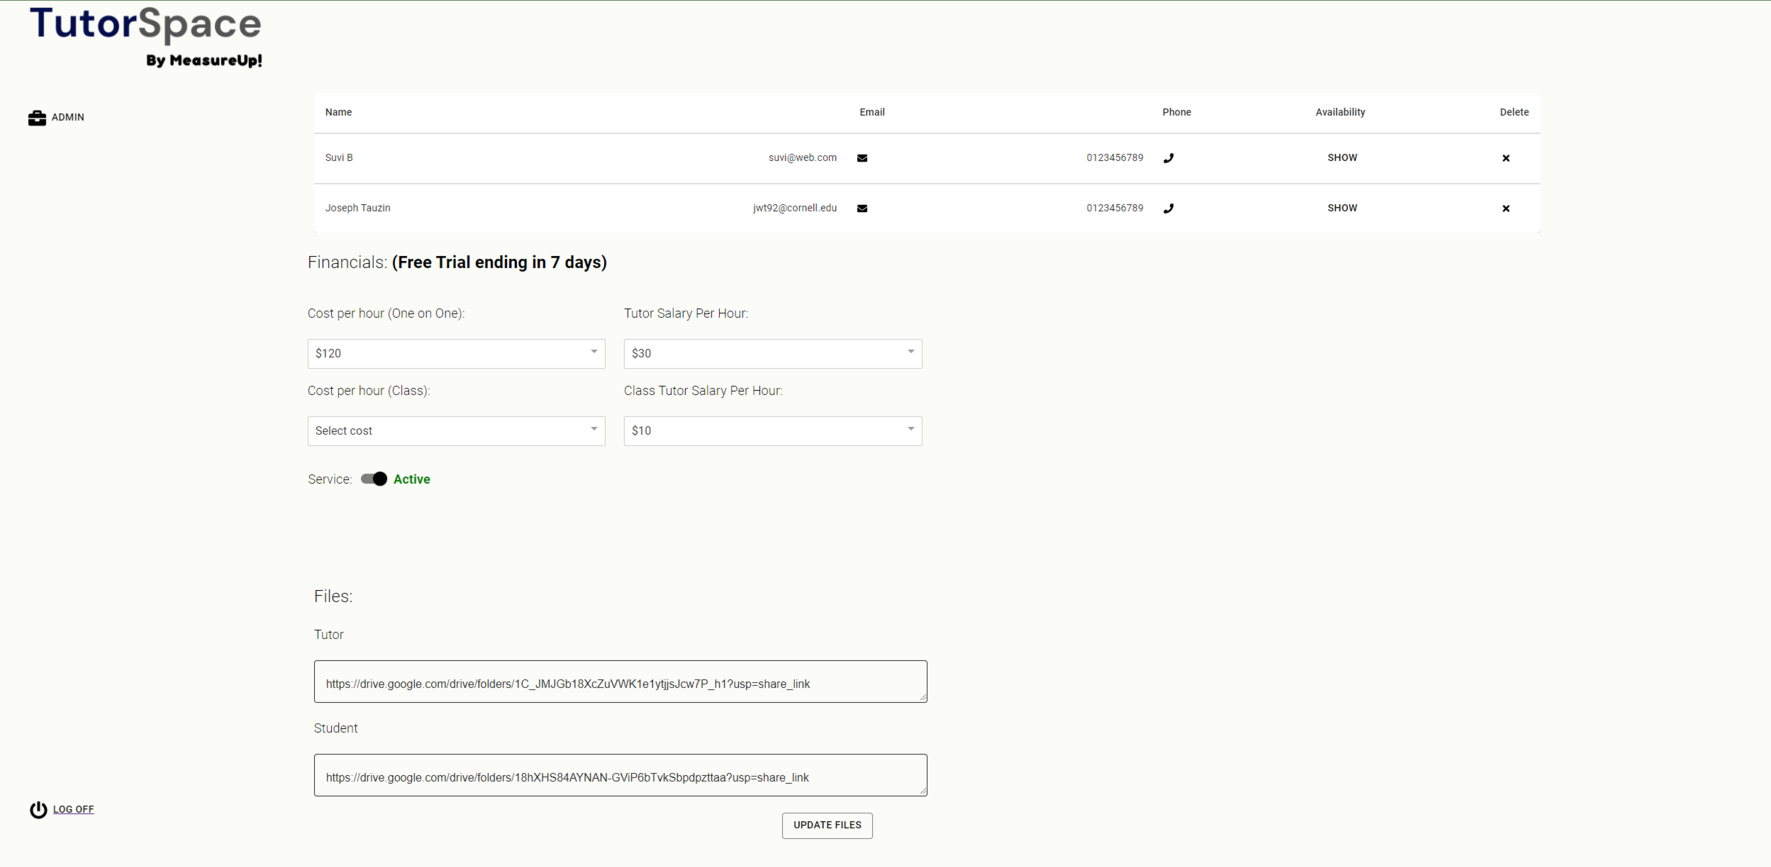 TutorSpace
By MeasureUp!
ADMIN
Name Email Phone Availability Delete
Suvi B suvi@web.com 0123456789 SHOW
Joseph Tauzin jwt92@cornell.edu 0123456789 SHOW
Financials: (Free Trial ending in 7 days)
Cost per hour (One on One): Tutor Salary Per Hour:
$120 $30
Cost per hour (Class): Class Tutor Salary Per Hour:
Select cost $10
Service: Active
Files:
Tutor
https://drive.google.com/drive/folders/1C_JMJGb18XcZuVWK1e1ytjjsJcw7P_h1?usp=share_link
Student
https://drive.google.com/drive/folders/18hXHS84AYNAN-GViP6bTvkSbpdpzttaa?usp=share_link
LOG OFF
UPDATE FILES